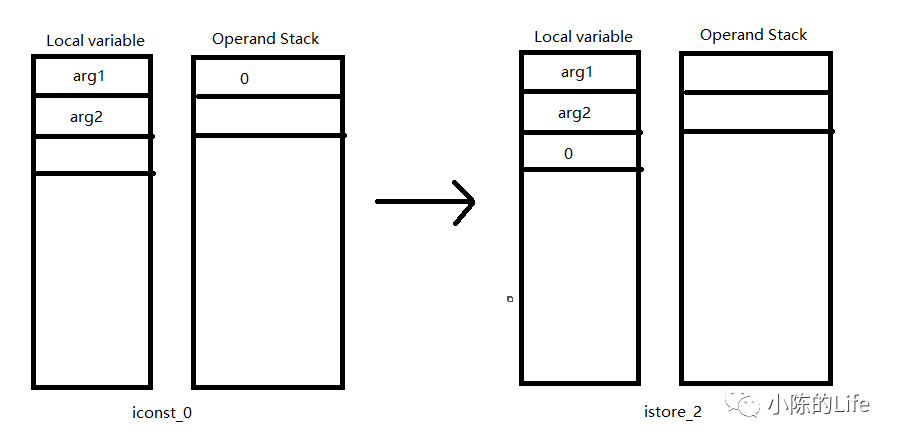 Local variable
Operand Stack
arg1
0
arg2
iconst_0
Local variable
Operand Stack
arg1
arg2
0
istore_2
小陈的Life